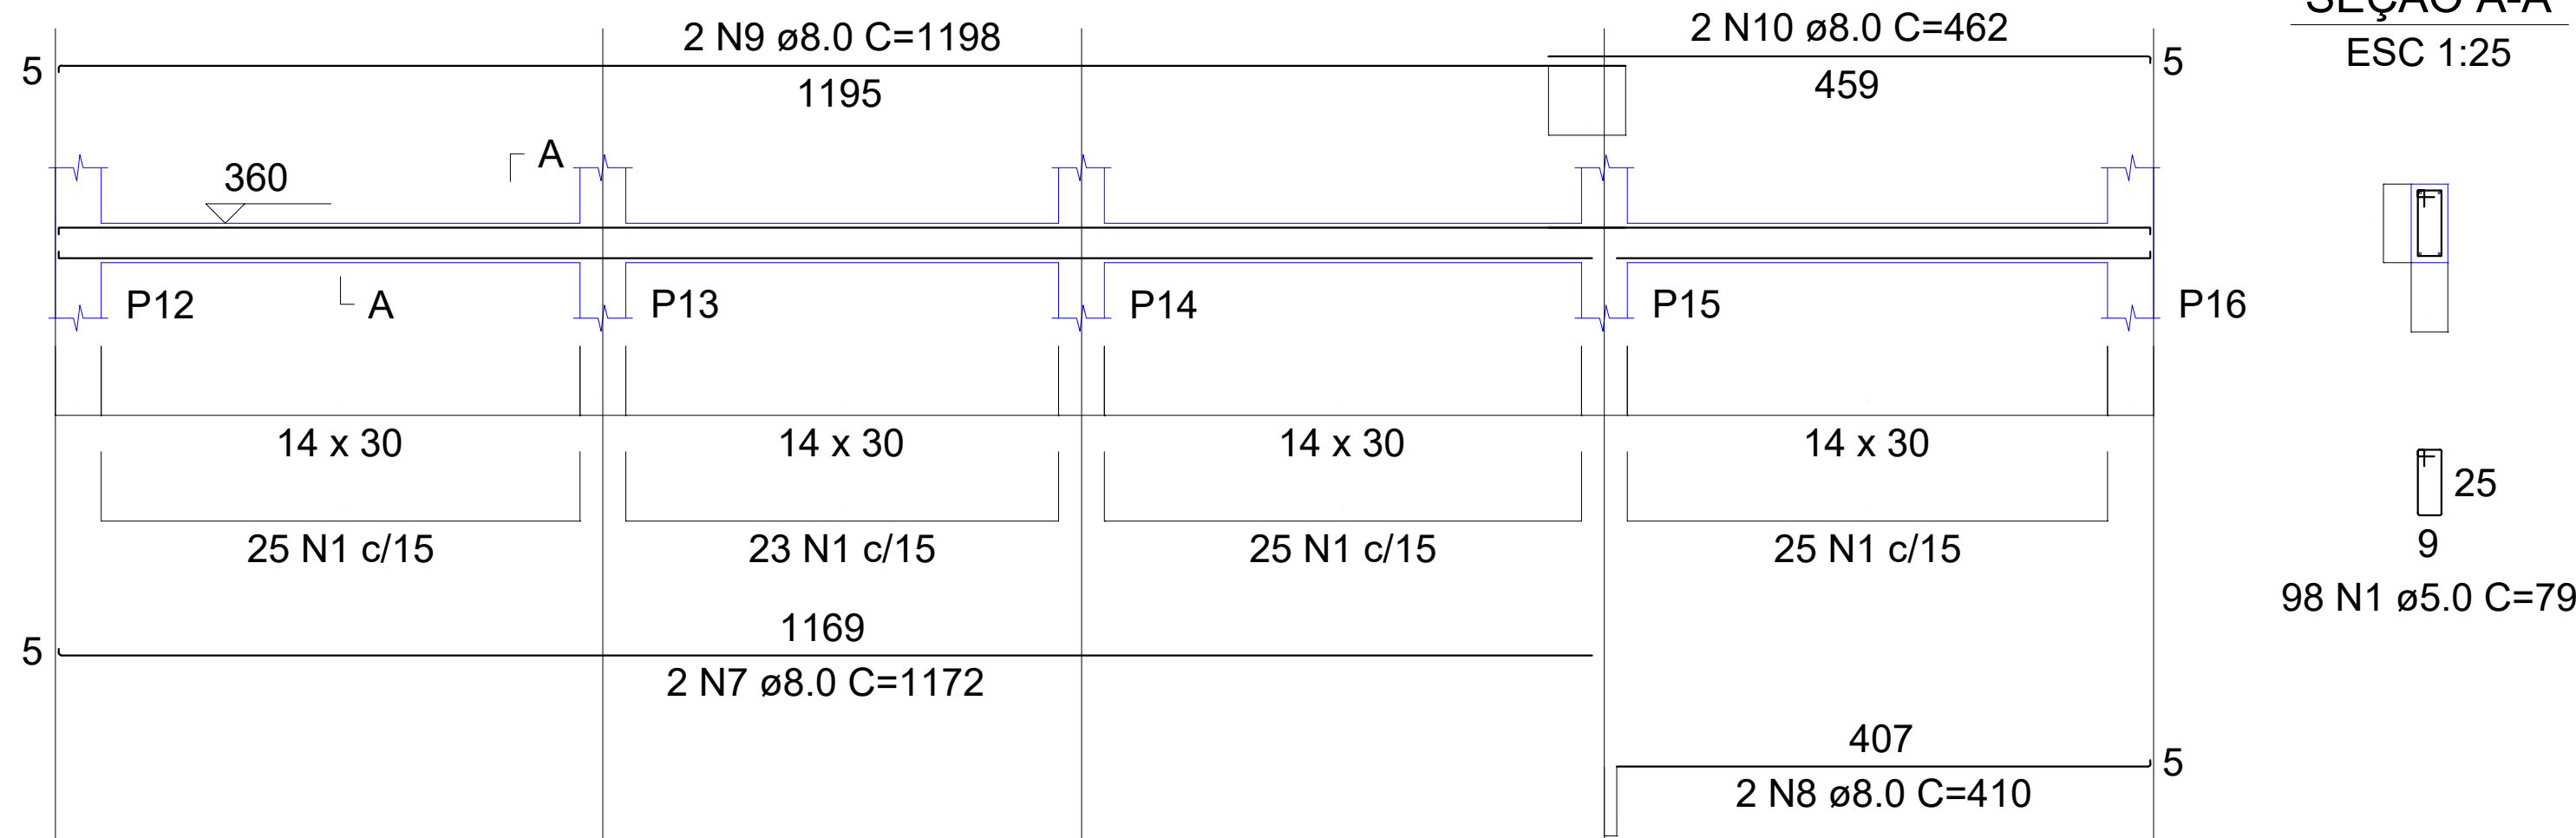 2 N9 ø8.0 C=1198
2 N10 ø8.0 C=462
SEÇÃO A-A
5
5
ESC 1:25
1195
459
A
360
P12
A
P13
P14
P15
P16
14 x 30
14 x 30
14 x 30
14 x 30
25
25 N1 c/15
23 N1 c/15
25 N1 c/15
25 N1 c/15
9
98 N1 ø5.0 C=79
1169
5
2 N7 ø8.0 C=1172
407
5
2 N8 ø8.0 C=410